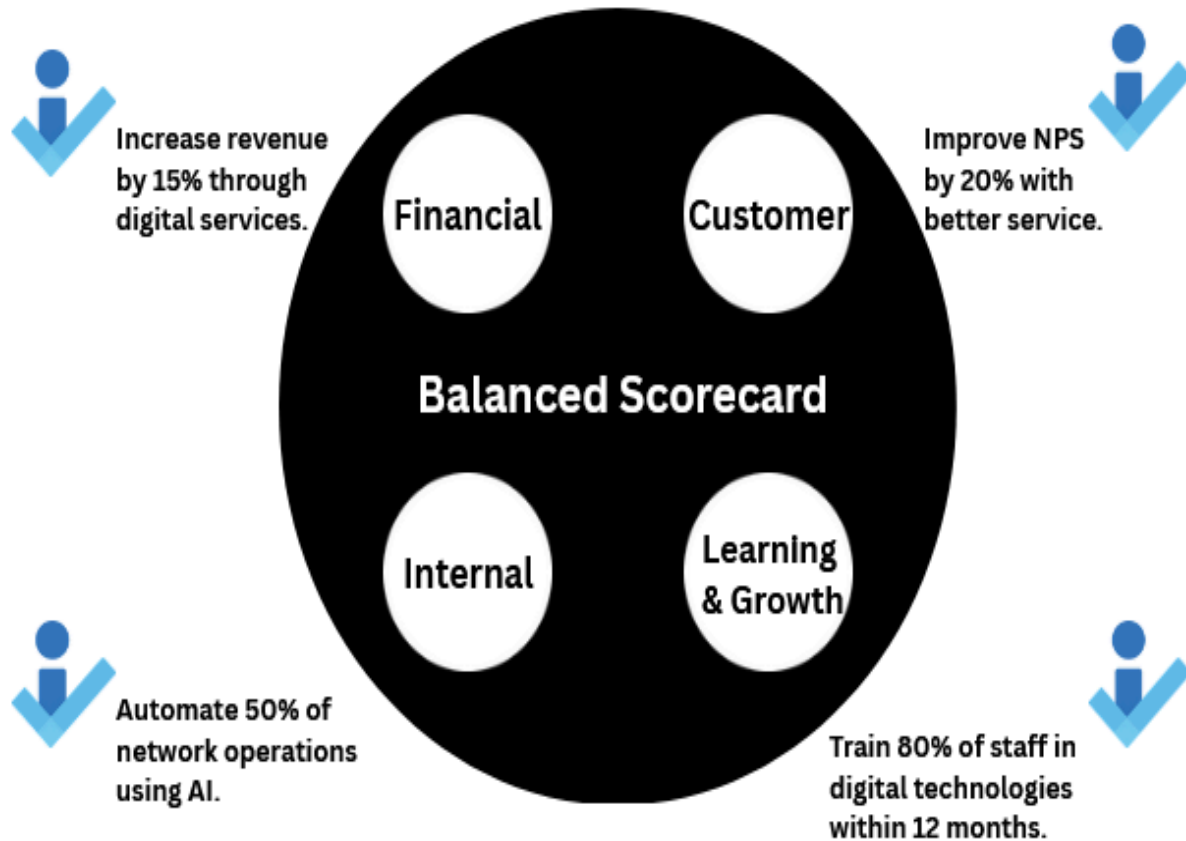 Increase revenue
by 15% through
digital services.
Financial
Customer
Improve NPS
by 20% with
better service.
Balanced Scorecard
Internal
Learning
& Growth
Automate 50% of
network operations
using AI.
Train 80% of staff in
digital technologies
within 12 months.